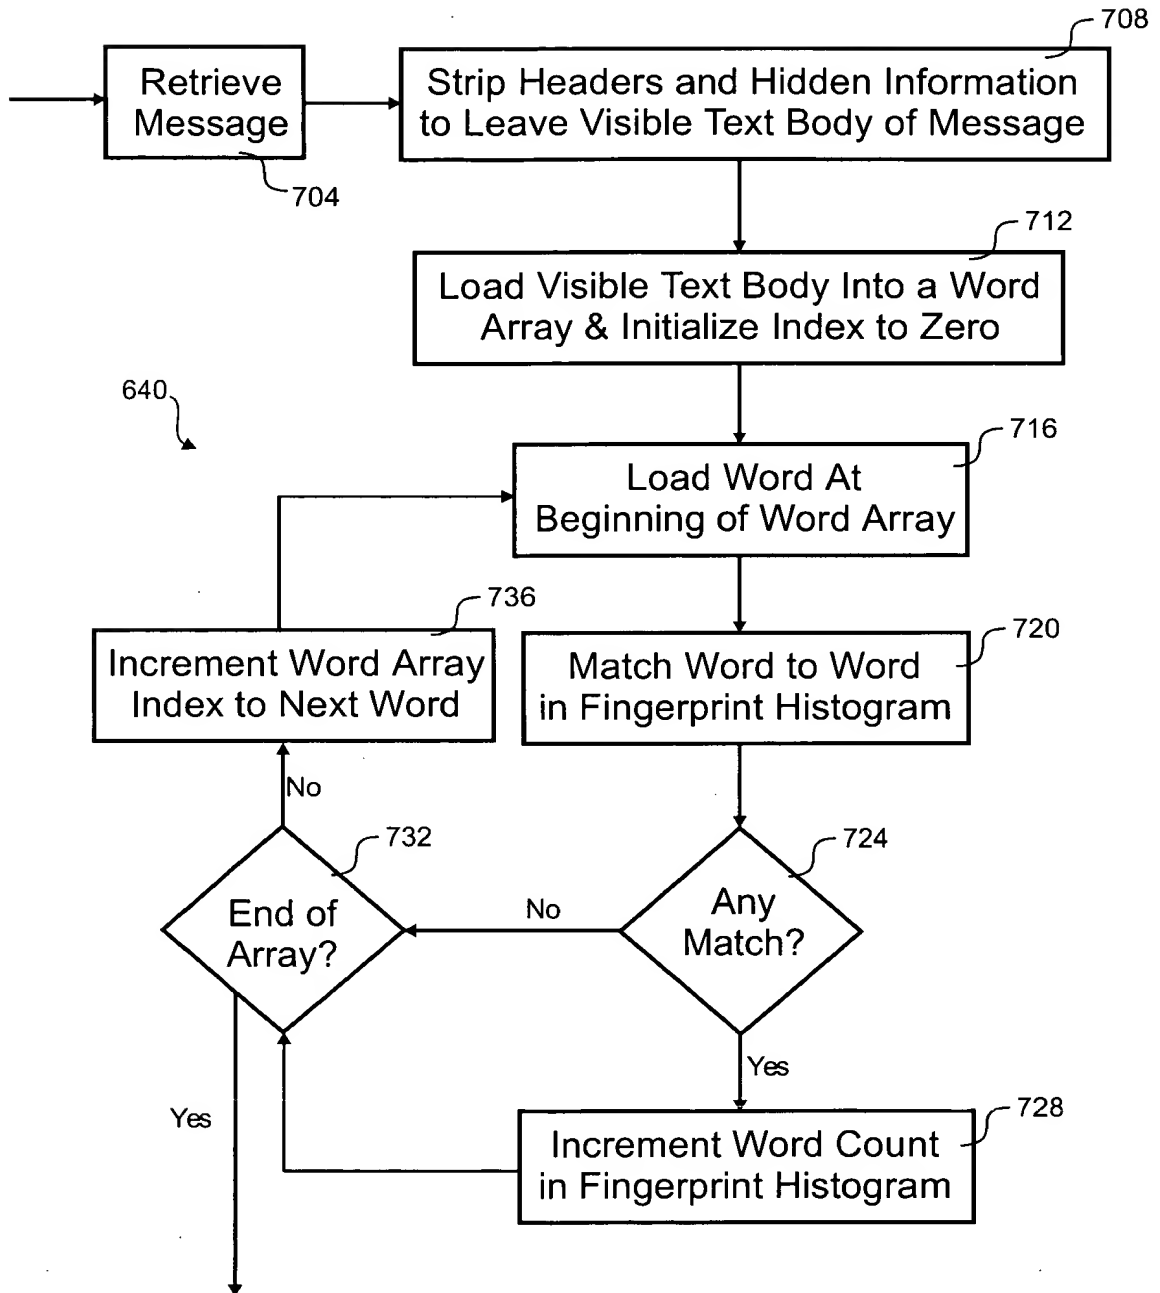 708
Retrieve
Message
704
Strip Headers and Hidden Information
to Leave Visible Text Body of Message
712
Load Visible Text Body Into a Word
Array & Initialize Index to Zero
640
716
Load Word At
Beginning of Word Array
736
Increment Word Array
Index to Next Word
720
Match Word to Word
in Fingerprint Histogram
No
732
End of
Array?
No
724
Any
Match?
Yes
Yes
728
Increment Word Count
in Fingerprint Histogram